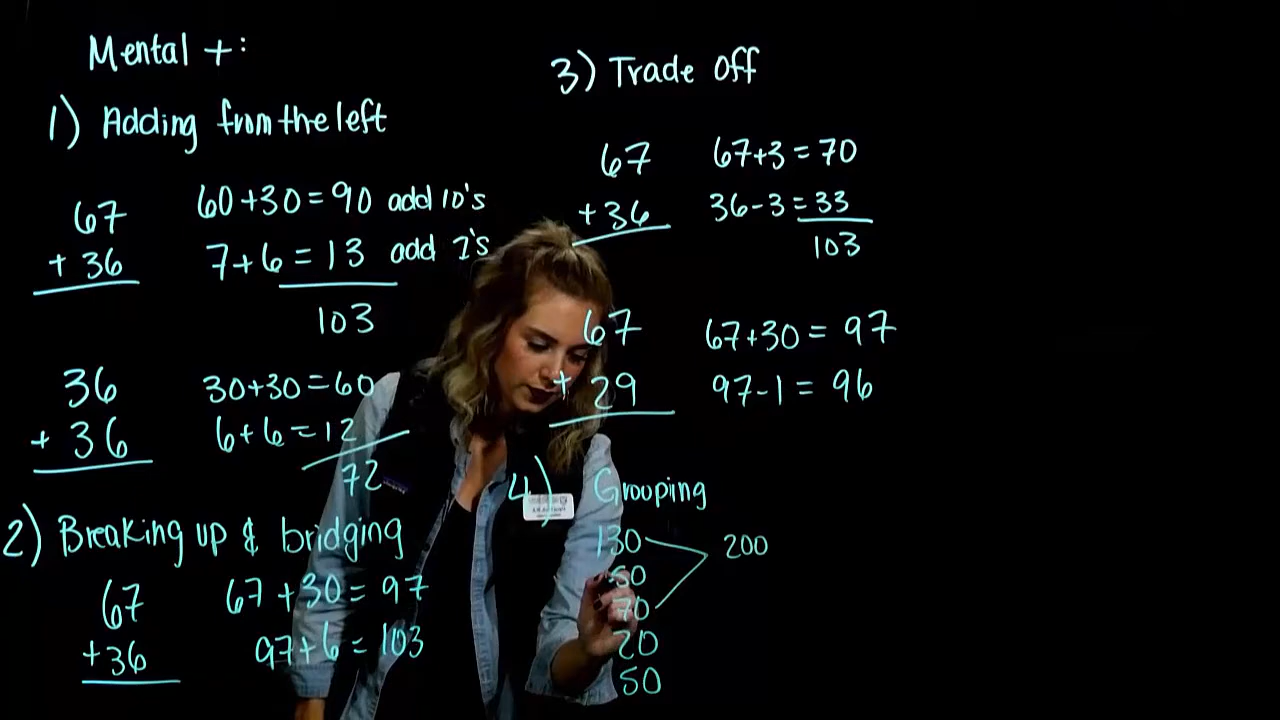 Mental +:
1) Adding from the left
67 60+30=90 add 10's
+ 36 7+6=13 add 1's
103
36 30+30=60
+ 36 6+6=12
72
2) Breaking up & bridging
67 67+30=97
+36 97+6=103
3) Trade off
67 67+3=70
+36 36-3=33
103
67 67+30=97
+ 29 97-1=96
4) Grouping
130 200
50
70
20
50